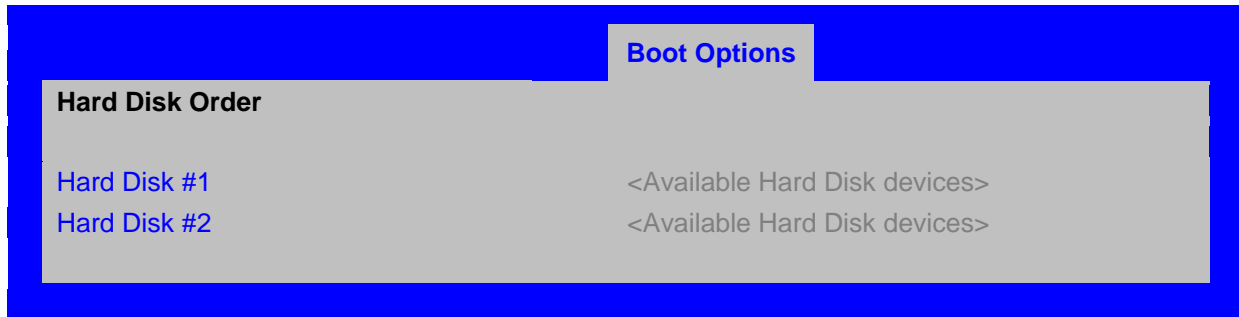 Boot Options
Hard Disk Order
Hard Disk #1 <Available Hard Disk devices>
Hard Disk #2 <Available Hard Disk devices>